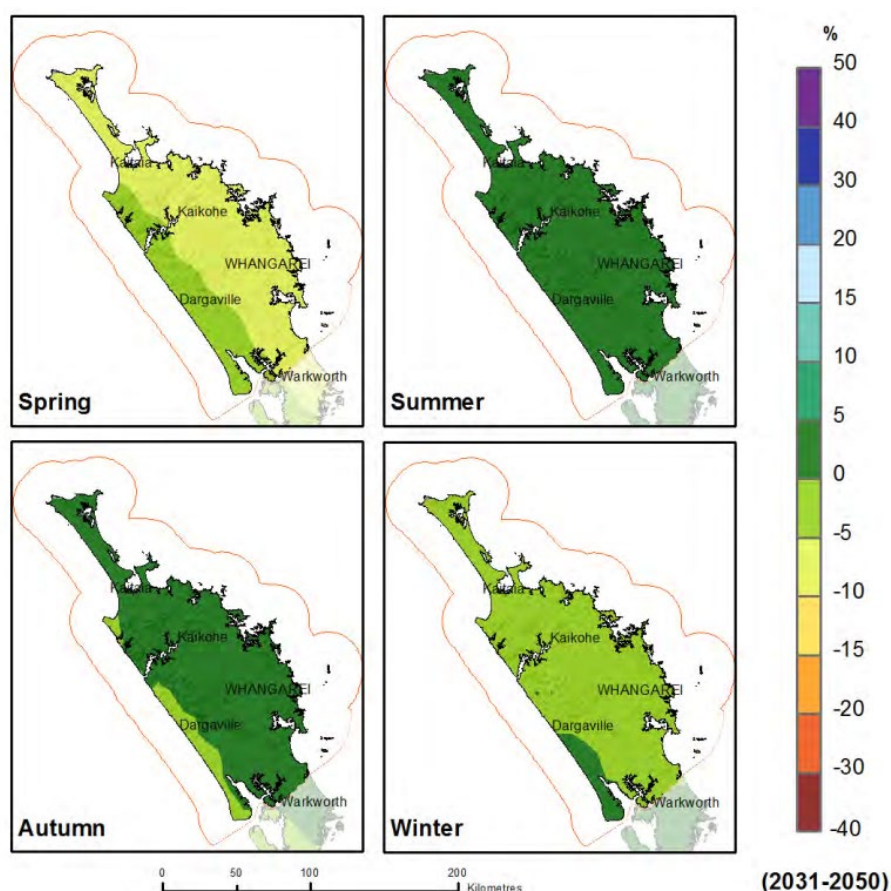 Kaitaia
Kaikohe
WHANGAREI
Dargaville
Warkworth
Spring
Kaitaia
Kaikohe
WHANGAREI
Dargaville
Warkworth
Summer
%
50
40
30
20
15
10
5
0
-5
-10
-15
-20
-30
-40
Kaitaia
Kaikohe
WHANGAREI
Dargaville
Warkworth
Autumn
Kaitaia
Kaikohe
WHANGAREI
Dargaville
Warkworth
Winter
0 50 100 200
Kilometres
(2031-2050)